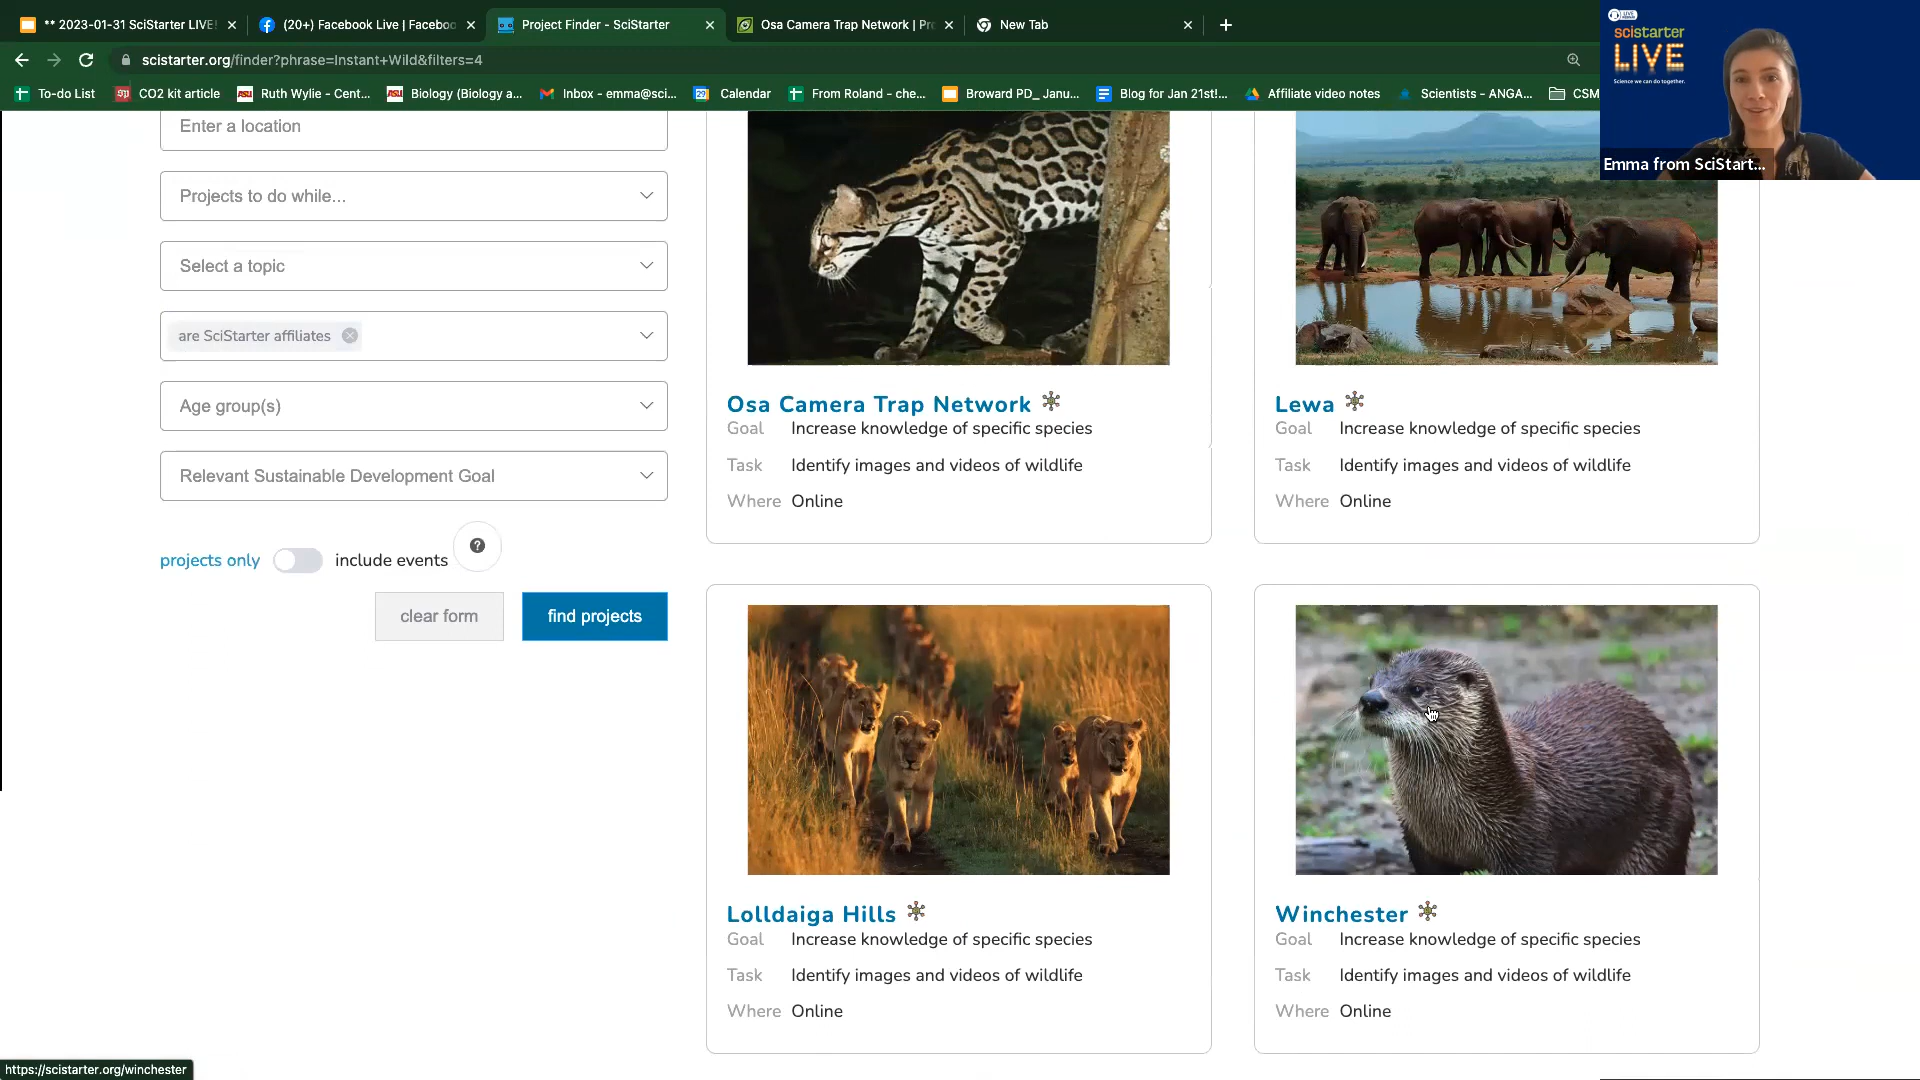 ** 2023-01-31 SciStarter LIVE!
(20+) Facebook Live | Facebo
Project Finder - SciStarter
Osa Camera Trap Network | Pr
New Tab
scistarter.org/finder?phrase=Instant+Wild&filters=4
To-do List
CO2 kit article
Ruth Wylie - Cent...
Biology (Biology a...
Inbox - emma@sci...
Calendar
From Roland - che...
Broward PD_ Janu...
Blog for Jan 21st!...
Affiliate video notes
Scientists - ANGA...
CSM
LIVE
scistarter
LIVE
Science we can do together.
Emma from SciStart...
Enter a location
Projects to do while...
Select a topic
are SciStarter affiliates
Age group(s)
Relevant Sustainable Development Goal
projects only
include events
?
clear form
find projects
Osa Camera Trap Network
Goal Increase knowledge of specific species
Task Identify images and videos of wildlife
Where Online
Lewa
Goal Increase knowledge of specific species
Task Identify images and videos of wildlife
Where Online
Lolldaiga Hills
Goal Increase knowledge of specific species
Task Identify images and videos of wildlife
Where Online
Winchester
Goal Increase knowledge of specific species
Task Identify images and videos of wildlife
Where Online
https://scistarter.org/winchester